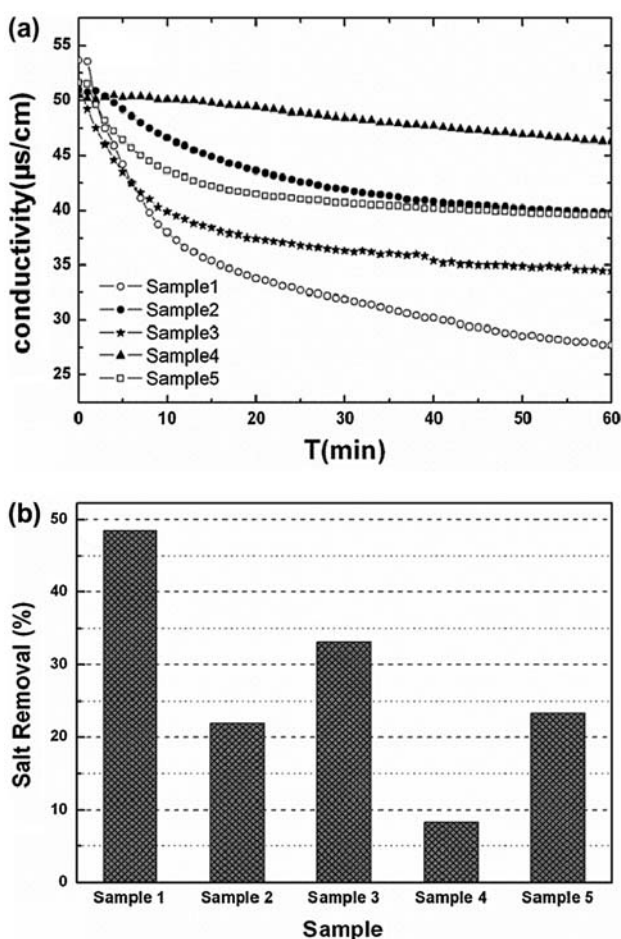 (a)
conductivity(μs/cm)
55
50
45
40
35
30
25
Sample1
Sample2
Sample3
Sample4
Sample5
0 10 20 30 40 50 60
T(min)
(b)
Salt Removal (%)
50
40
30
20
10
0
Sample 1 Sample 2 Sample 3 Sample 4 Sample 5
Sample